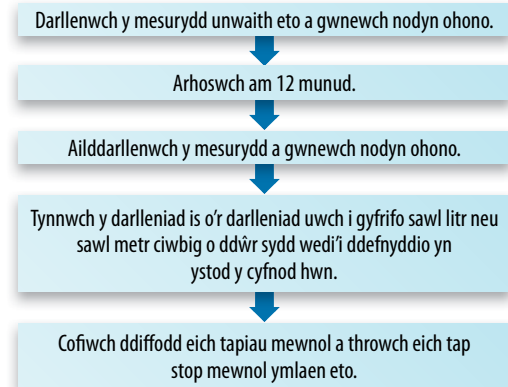 Darllenwch y mesurydd unwaith eto a gwnewch nodyn ohono.
Arhoswch am 12 munud.
Ailddarllenwch y mesurydd a gwnewch nodyn ohono.
Tynnwch y darlleniad is o'r darlleniad uwch i gyfrifo sawl litr neu
sawl metr ciwbig o ddŵr sydd wedi'i ddefnyddio yn
ystod y cyfnod hwn.
Cofiwch ddiffodd eich tapiau mewnol a throwch eich tap
stop mewnol ymlaen eto.